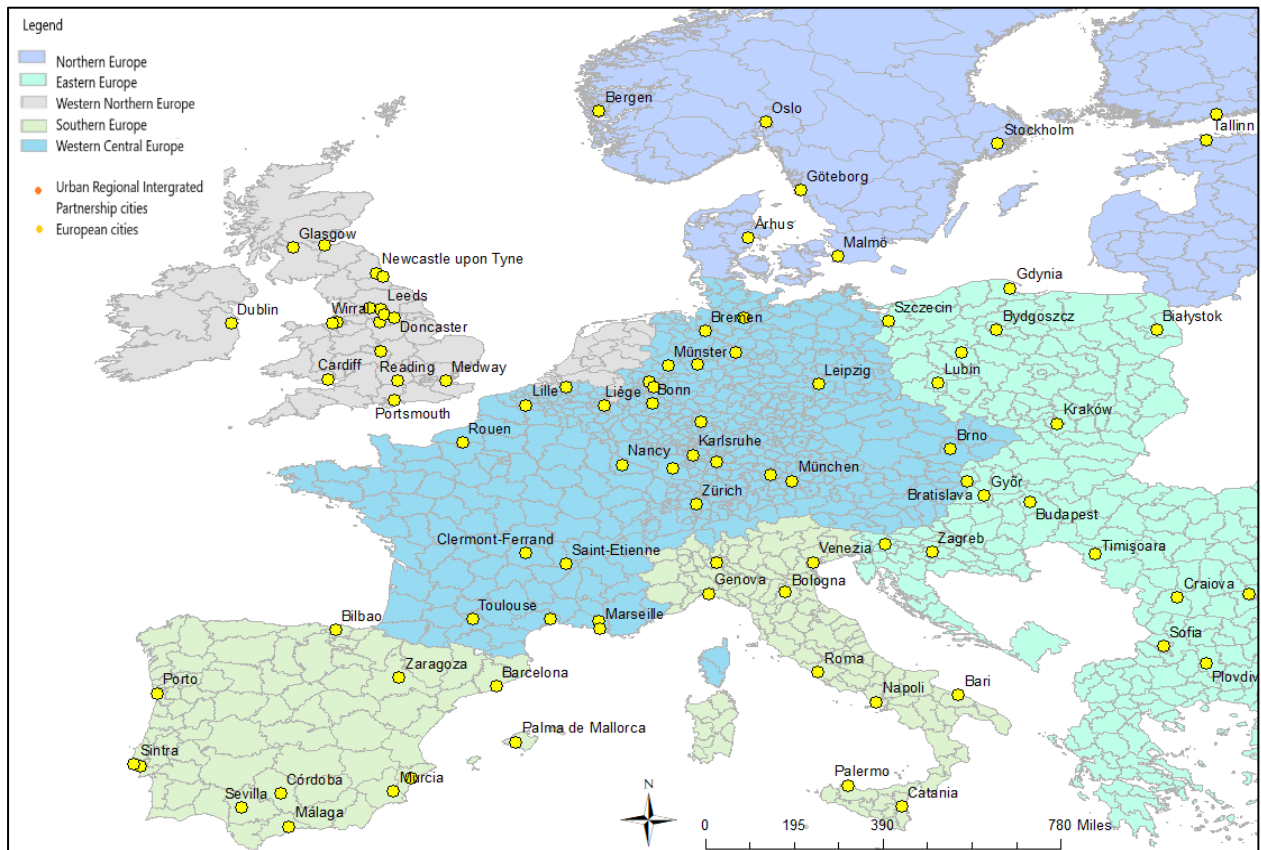 Legend
Northern Europe
Eastern Europe
Western Northern Europe
Southern Europe
Western Central Europe
Urban Regional Intergrated
Partnership cities
European cities
Bergen
Oslo
Stockholm
Tallinn
Göteborg
Århus
Malmö
Glasgow
Newcastle upon Tyne
Gdynia
Dublin
Wirral
Leeds
Doncaster
Bremen
Szczecin
Bydgoszcz
Białystok
Cardiff
Reading
Medway
Münster
Leipzig
Lubin
Portsmouth
Lille
Liège
Bonn
Kraków
Rouen
Nancy
Karlsruhe
Brno
München
Zürich
Bratislava
Győr
Budapest
Clermont-Ferrand
Saint-Etienne
Venezia
Zagreb
Timişoara
Genova
Bologna
Craiova
Bilbao
Toulouse
Marseille
Sofia
Zaragoza
Barcelona
Roma
Plovdiv
Porto
Napoli
Bari
Palma de Mallorca
Sintra
Córdoba
Murcia
Palermo
Sevilla
Málaga
Catania
N
0 195 390 780 Miles